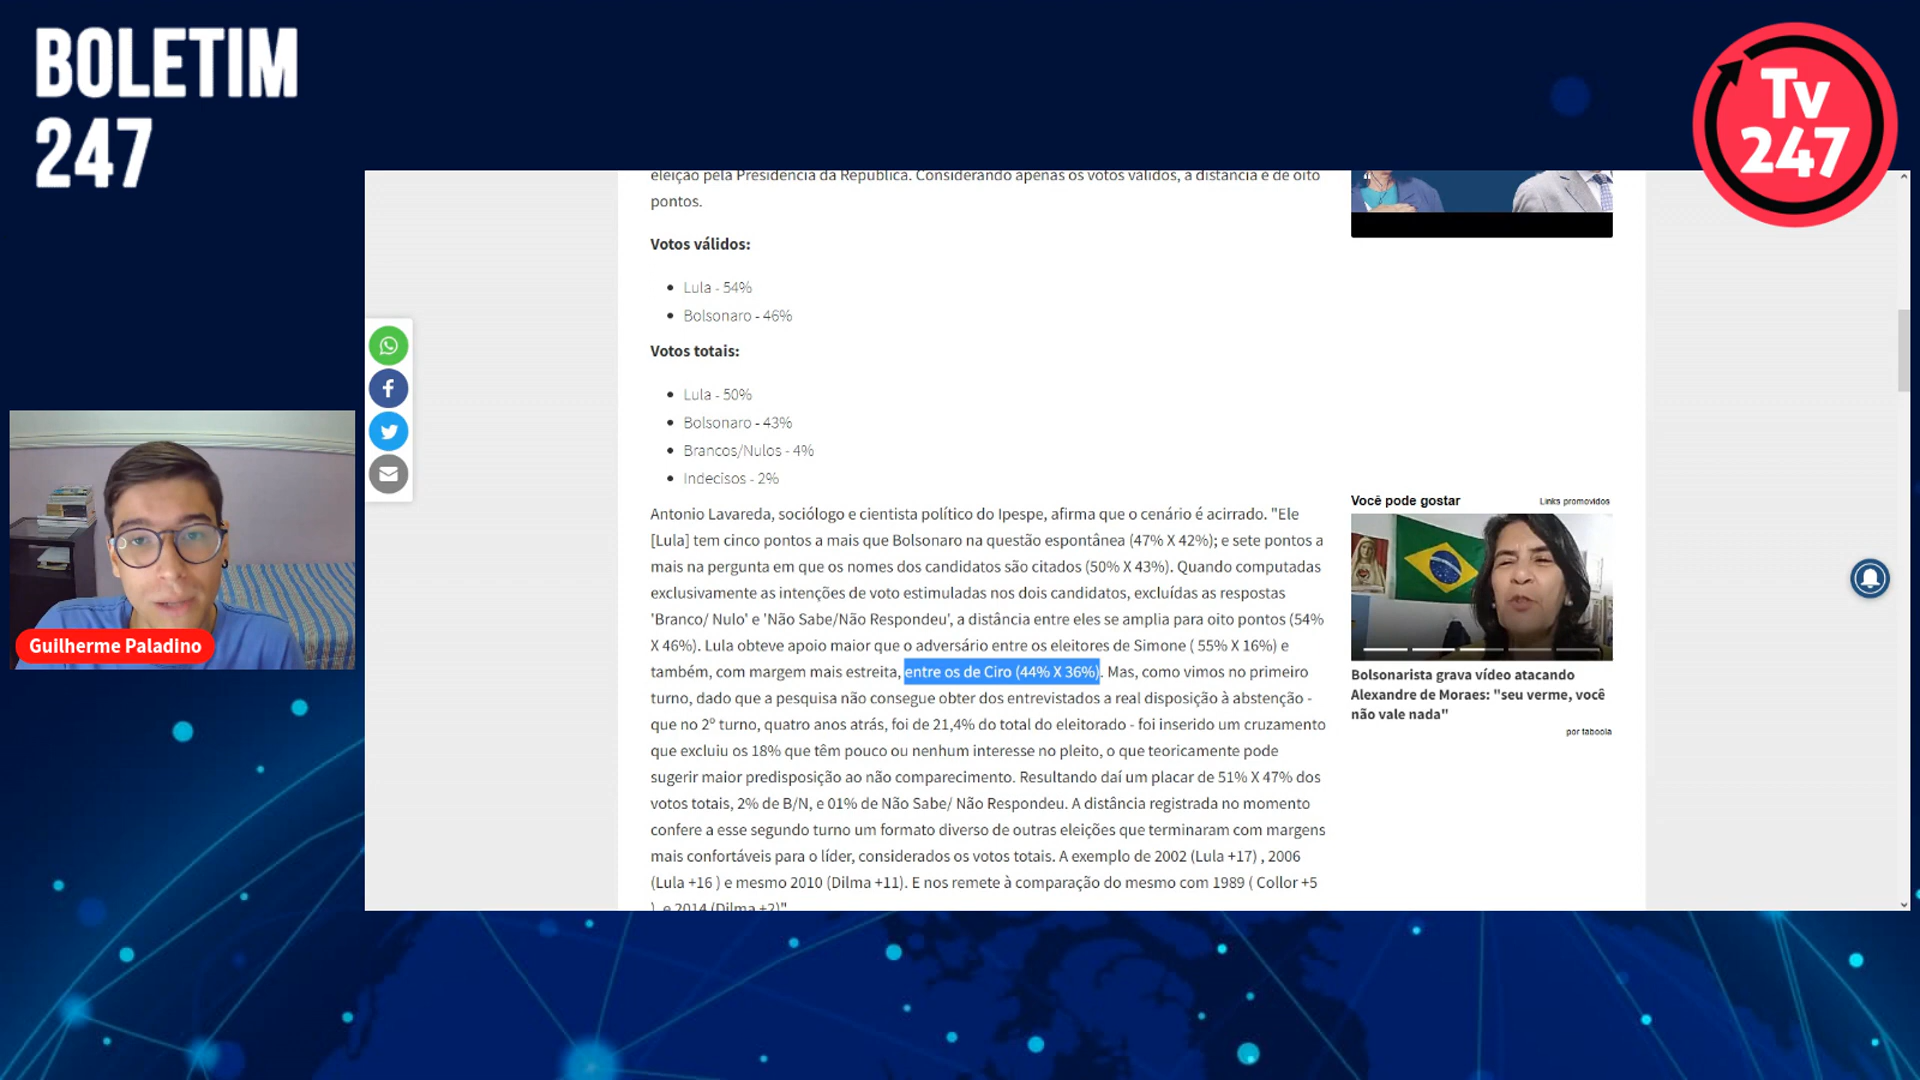 BOLETIM
247
Tv
247
eleição pela Presidência da República. Considerando apenas os votos válidos, a distância é de oito
pontos.
Votos válidos:
Lula - 54%
Bolsonaro - 46%
Votos totais:
Lula - 50%
Bolsonaro - 43%
Brancos/Nulos - 4%
Indecisos - 2%
Antonio Lavareda, sociólogo e cientista político do Ipespe, afirma que o cenário é acirrado. "Ele
[Lula] tem cinco pontos a mais que Bolsonaro na questão espontânea (47% X 42%); e sete pontos a
mais na pergunta em que os nomes dos candidatos são citados (50% X 43%). Quando computadas
exclusivamente as intenções de voto estimuladas nos dois candidatos, excluídas as respostas
'Branco/ Nulo' e 'Não Sabe/Não Respondeu', a distância entre eles se amplia para oito pontos (54%
X 46%). Lula obteve apoio maior que o adversário entre os eleitores de Simone ( 55% X 16%) e
também, com margem mais estreita, entre os de Ciro (44% X 36%). Mas, como vimos no primeiro
turno, dado que a pesquisa não consegue obter dos entrevistados a real disposição à abstenção -
que no 2º turno, quatro anos atrás, foi de 21,4% do total do eleitorado - foi inserido um cruzamento
que excluiu os 18% que têm pouco ou nenhum interesse no pleito, o que teoricamente pode
sugerir maior predisposição ao não comparecimento. Resultando daí um placar de 51% X 47% dos
votos totais, 2% de B/N, e 01% de Não Sabe/ Não Respondeu. A distância registrada no momento
confere a esse segundo turno um formato diverso de outras eleições que terminaram com margens
mais confortáveis para o líder, considerados os votos totais. A exemplo de 2002 (Lula +17) , 2006
(Lula +16 ) e mesmo 2010 (Dilma +11). E nos remete à comparação do mesmo com 1989 ( Collor +5
) e 2014 (Dilma +2)"
Você pode gostar
Links promovidos
Bolsonarista grava vídeo atacando
Alexandre de Moraes: "seu verme, você
não vale nada"
por taboola
Guilherme Paladino